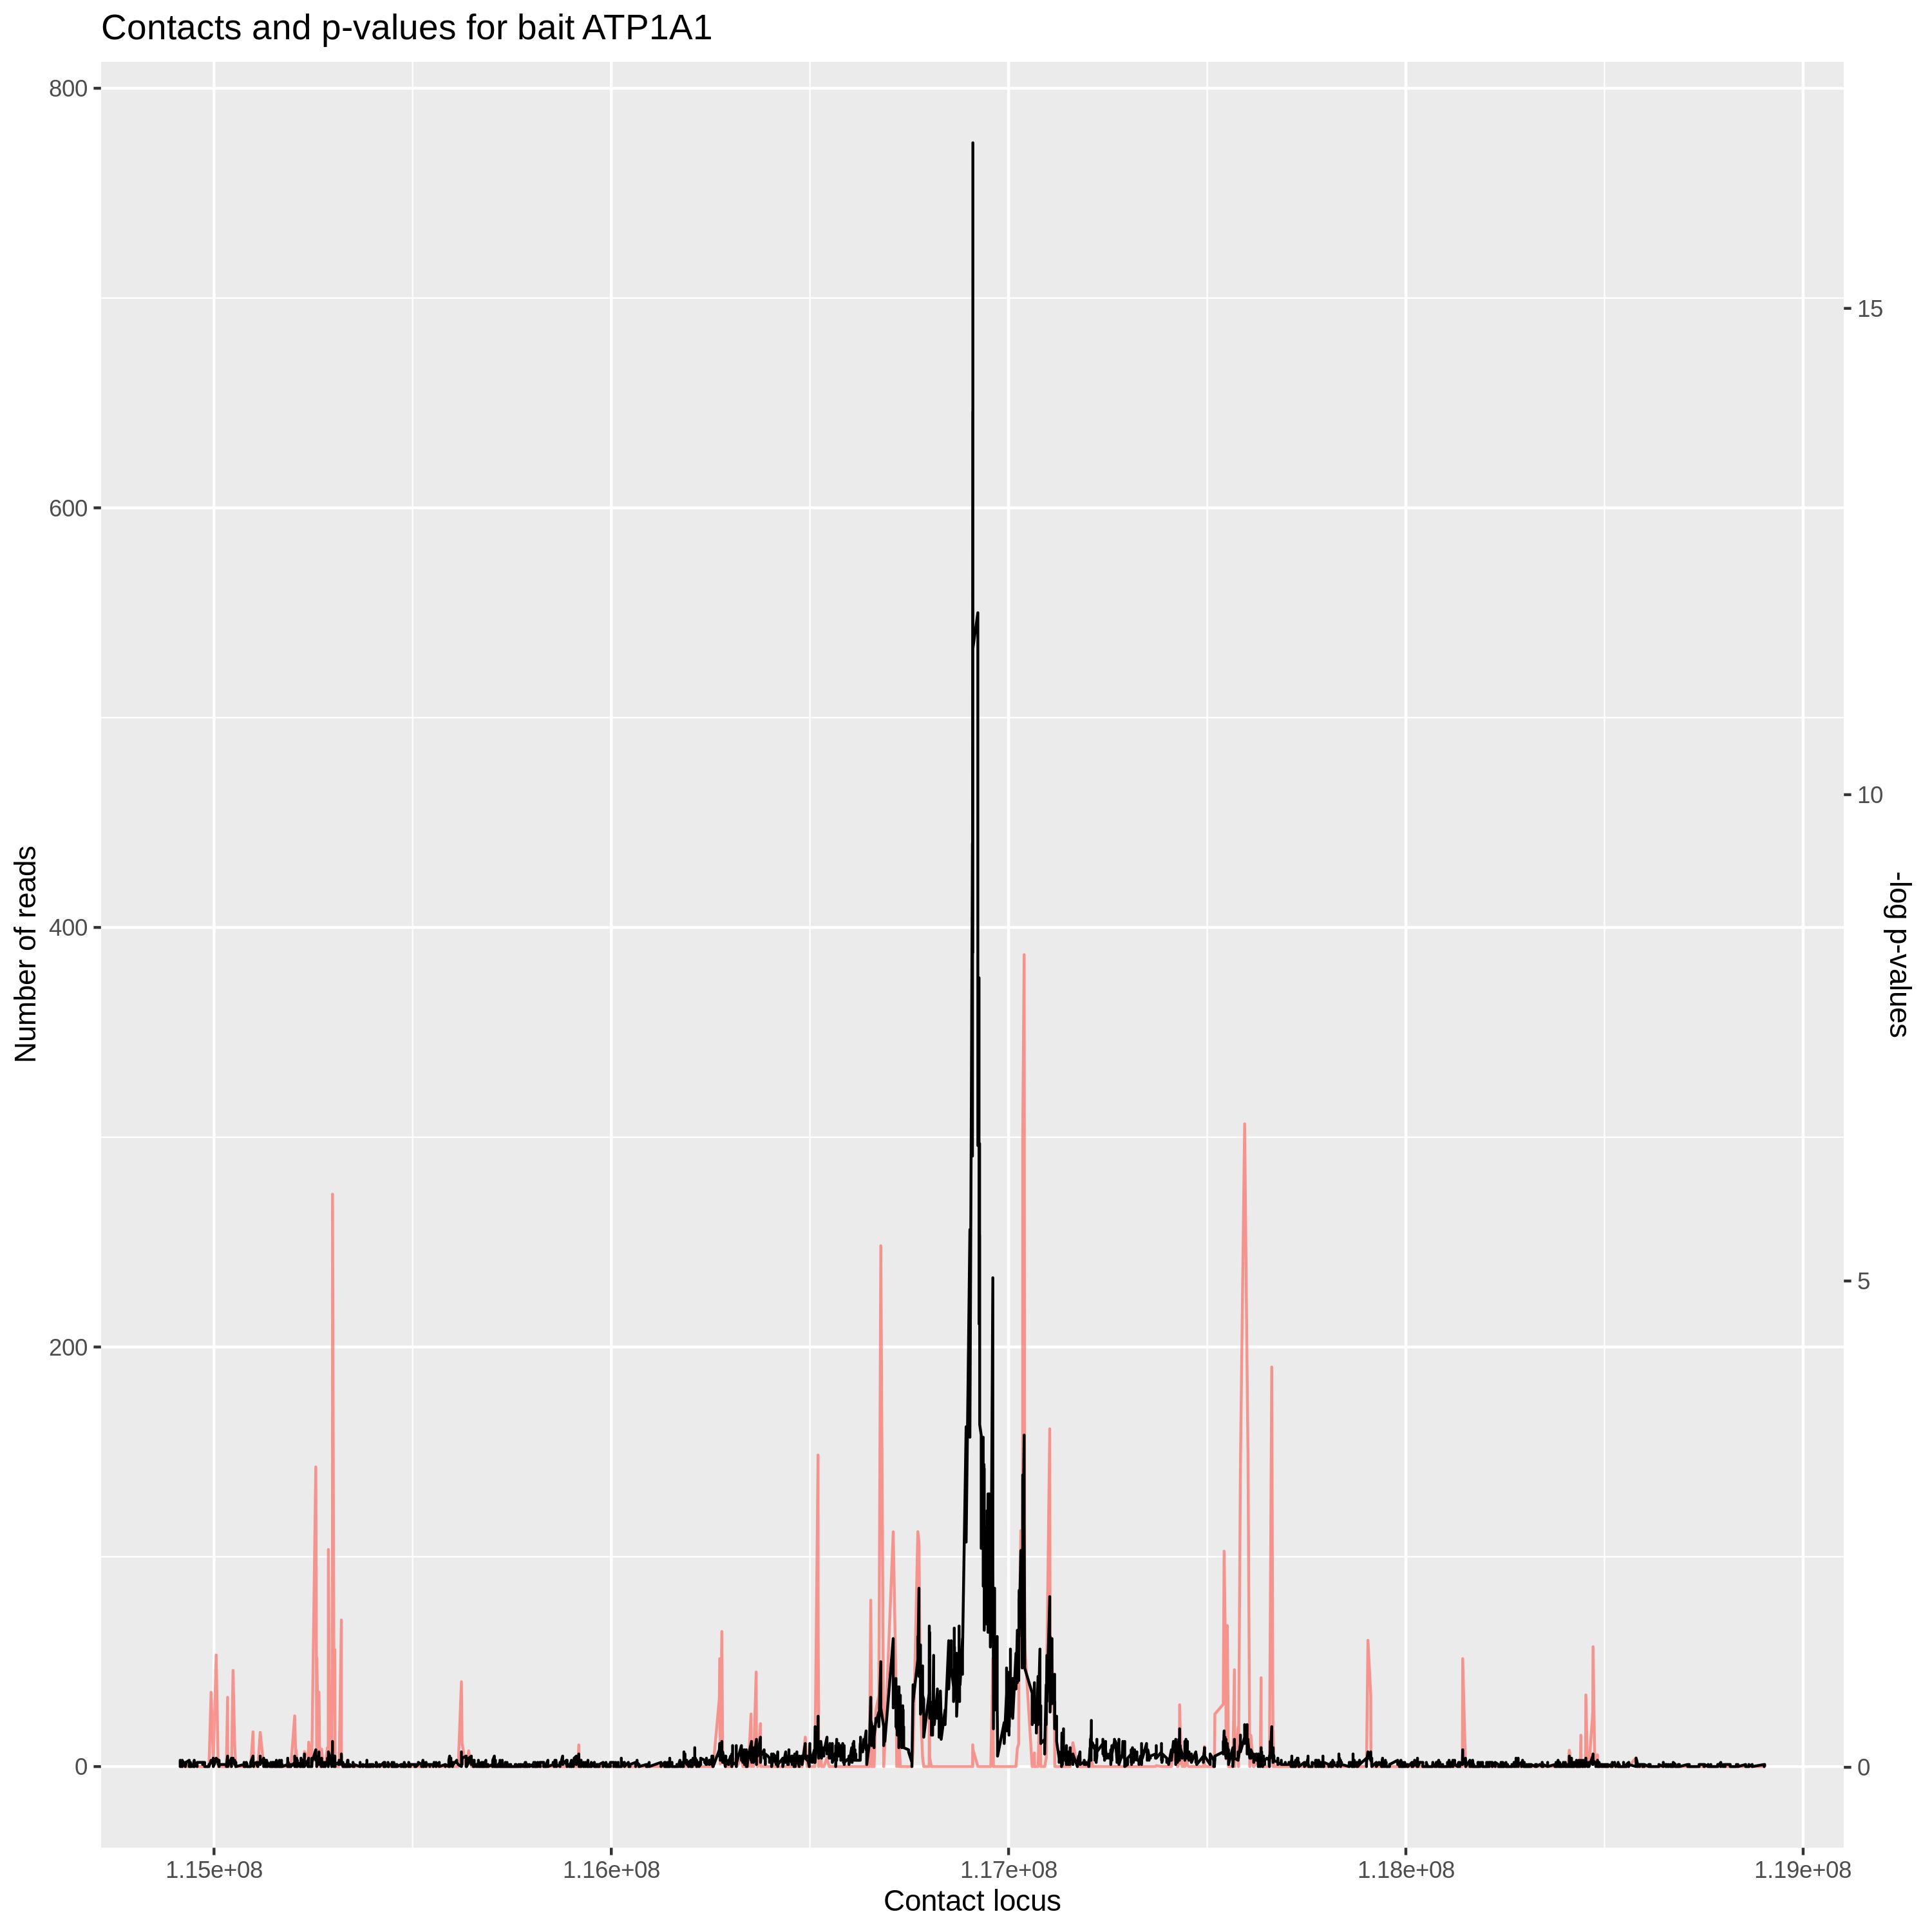 Contacts and p-values for bait ATP1A1
800
600
400
200
0
Number of reads
15
10
5
0
-log p-values
1.15e+08
1.16e+08
1.17e+08
1.18e+08
1.19e+08
Contact locus